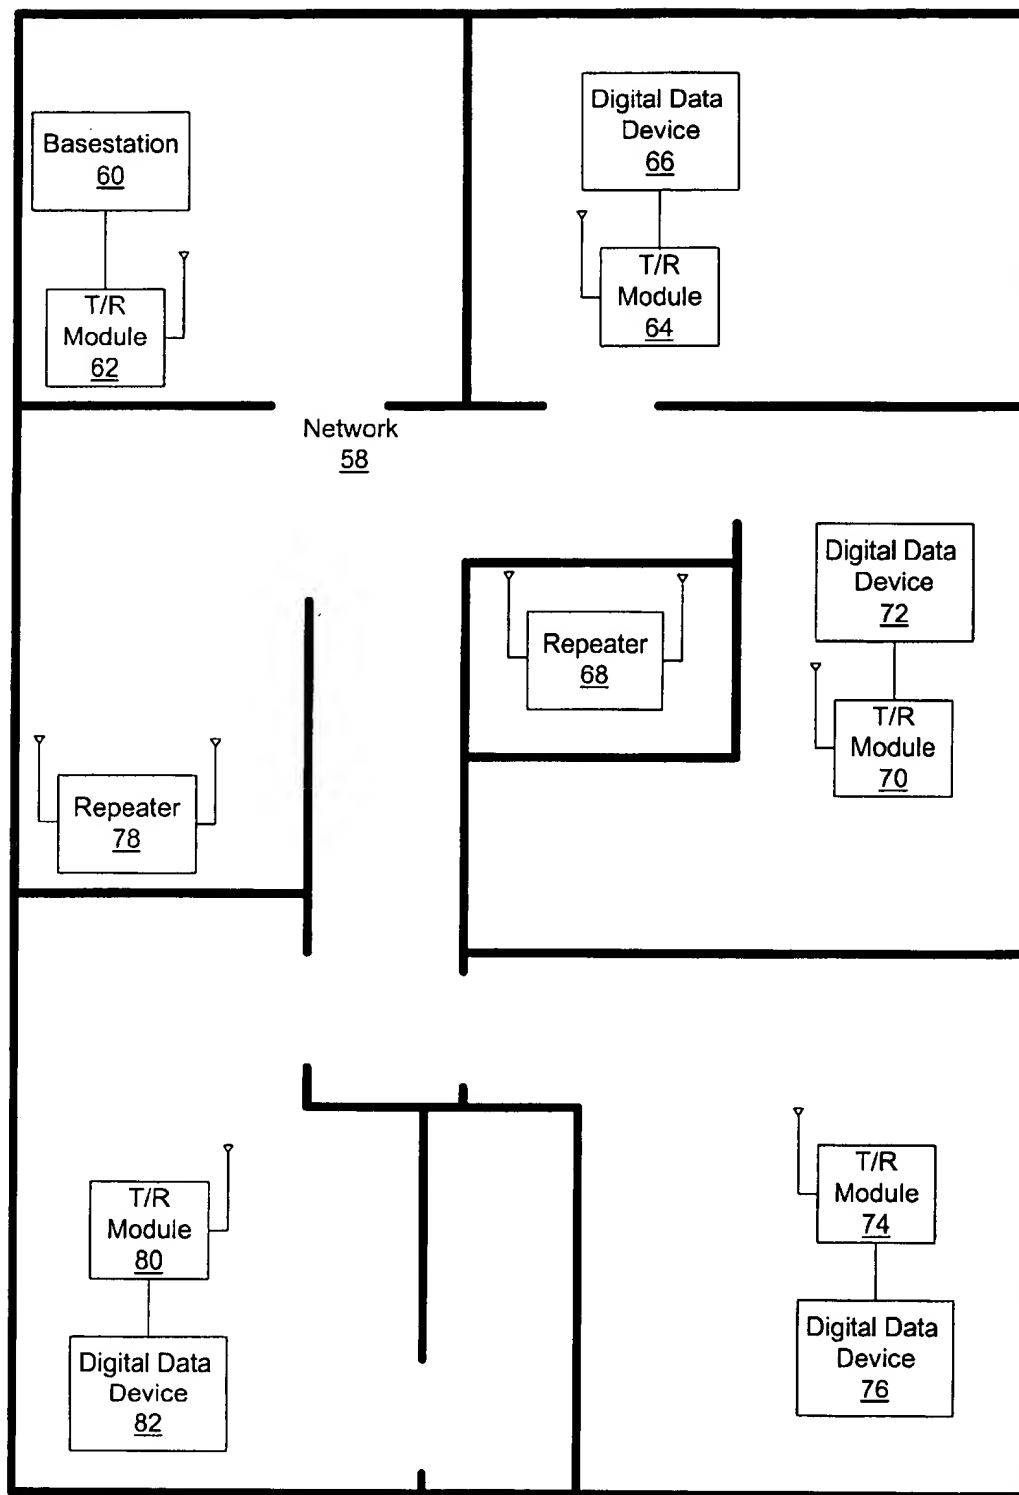 Digital Data
Device
66
Basestation
60
T/R
Module
64
T/R
Module
62
Network
58
Digital Data
Device
72
Repeater
68
T/R
Module
70
Repeater
78
T/R
Module
74
T/R
Module
80
Digital Data
Device
76
Digital Data
Device
82